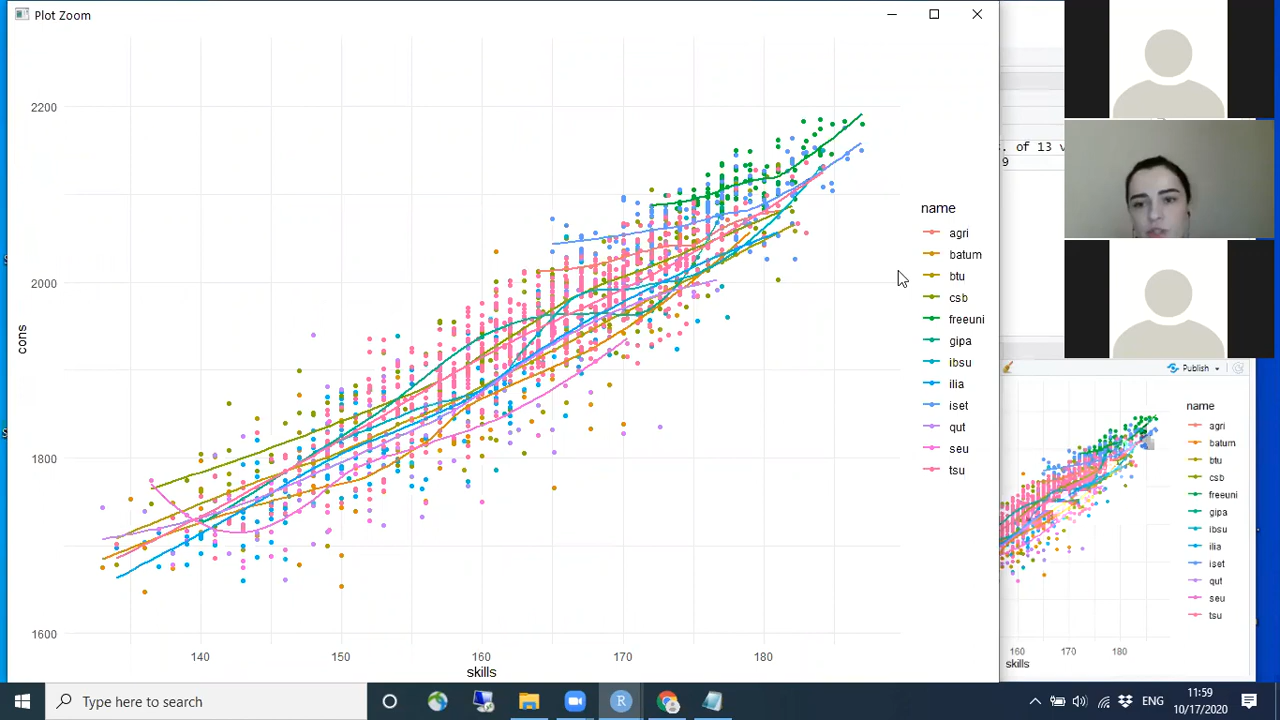 Plot Zoom
2200
2000
1800
1600
cons
140
150
160
170
180
skills
name
agri
batum
btu
csb
freeuni
gipa
ibsu
ilia
iset
qut
seu
tsu
. of 13 v
9
Publish
name
agri
batum
btu
csb
freeuni
gipa
ibsu
ilia
iset
qut
seu
tsu
160
170
180
skills
Type here to search
R
ENG
11:59
10/17/2020